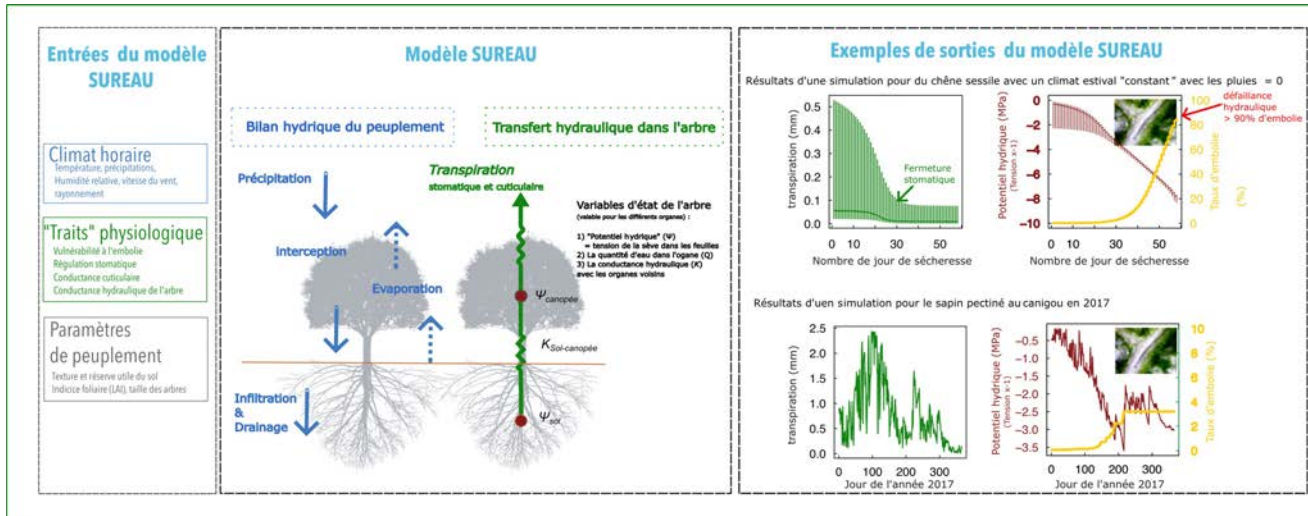 Entrées du modèle
SUREAU
Climat horaire
Température, précipitations,
Humidité relative, vitesse du vent,
rayonnement
"Traits" physiologique
Vulnérabilité à l'embolie
Régulation stomatique
Conductance cuticulaire
Conductance hydraulique de l'arbre
Paramètres
de peuplement
Texture et réserve utile du sol
Indicice foliaire (LAI), taille des arbres
Modèle SUREAU
Bilan hydrique du peuplement
Transfert hydraulique dans l'arbre
Précipitation
Interception
Evaporation
Infiltration
&
Drainage
Transpiration
stomatique et cuticulaire
Ψcanopée
KSol-canopée
Ψsol
Variables d'état de l'arbre
(valable pour les différents organes) :
1) "Potentiel hydrique" (Ψ)
= tension de la sève dans les feuilles
2) La quantité d'eau dans l'ogane (Q)
3) La conductance hydraulique (K)
avec les organes voisins
Exemples de sorties du modèle SUREAU
Résultats d'une simulation pour du chêne sessile avec un climat estival "constant" avec les pluies = 0
transpiration (mm)
0.5
0.4
0.3
0.2
0.1
0.0
Fermeture
stomatique
0 10 30 50
Nombre de jour de sécheresse
Potentiel hydrique (MPa)
(Tension x-1)
0
−2
−4
−6
−8
−10
0 10 30 50
Nombre de jour de sécheresse
100
80
60
40
20
0
Taux d'embolie
(%)
défaillance
hydraulique
> 90% d'embolie
Résultats d'uen simulation pour le sapin pectiné au canigou en 2017
transpiration (mm)
2.5
2.0
1.5
1.0
0.5
0.0
0 100 200 300
Jour de l'année 2017
Potentiel hydrique (MPa)
(Tension x-1)
−0.5
−1.0
−1.5
−2.0
−2.5
−3.0
−3.5
0 100 200 300
Jour de l'année 2017
10
8
6
4
2
0
Taux d'embolie (%)